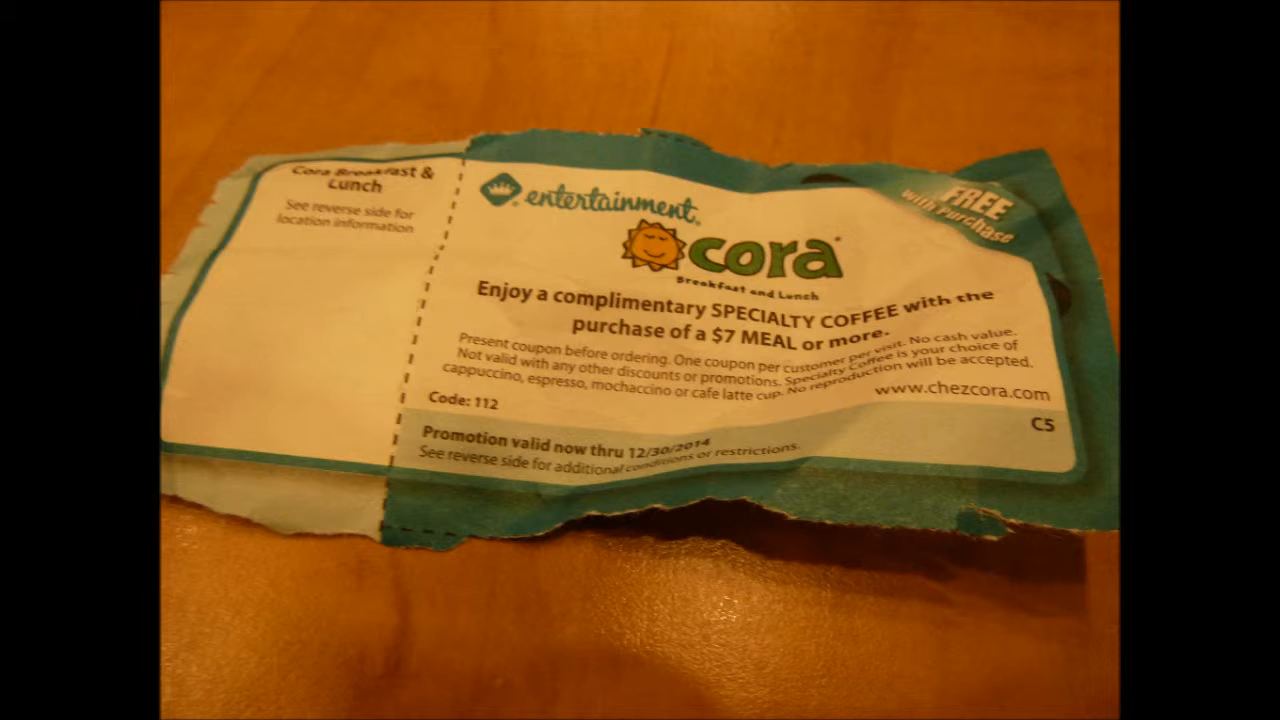 Cora Breakfast &
Lunch
See reverse side for
location information
entertainment.
FREE
with Purchase
cora
Breakfast and Lunch
Enjoy a complimentary SPECIALTY COFFEE with the
purchase of a $7 MEAL or more.
Present coupon before ordering. One coupon per customer per visit. No cash value.
Not valid with any other discounts or promotions. Specialty Coffee is your choice of
cappuccino, espresso, mochaccino or cafe latte cup. No reproduction will be accepted.
www.chezcora.com
Code: 112
C5
Promotion valid now thru 12/30/2014
See reverse side for additional conditions or restrictions.